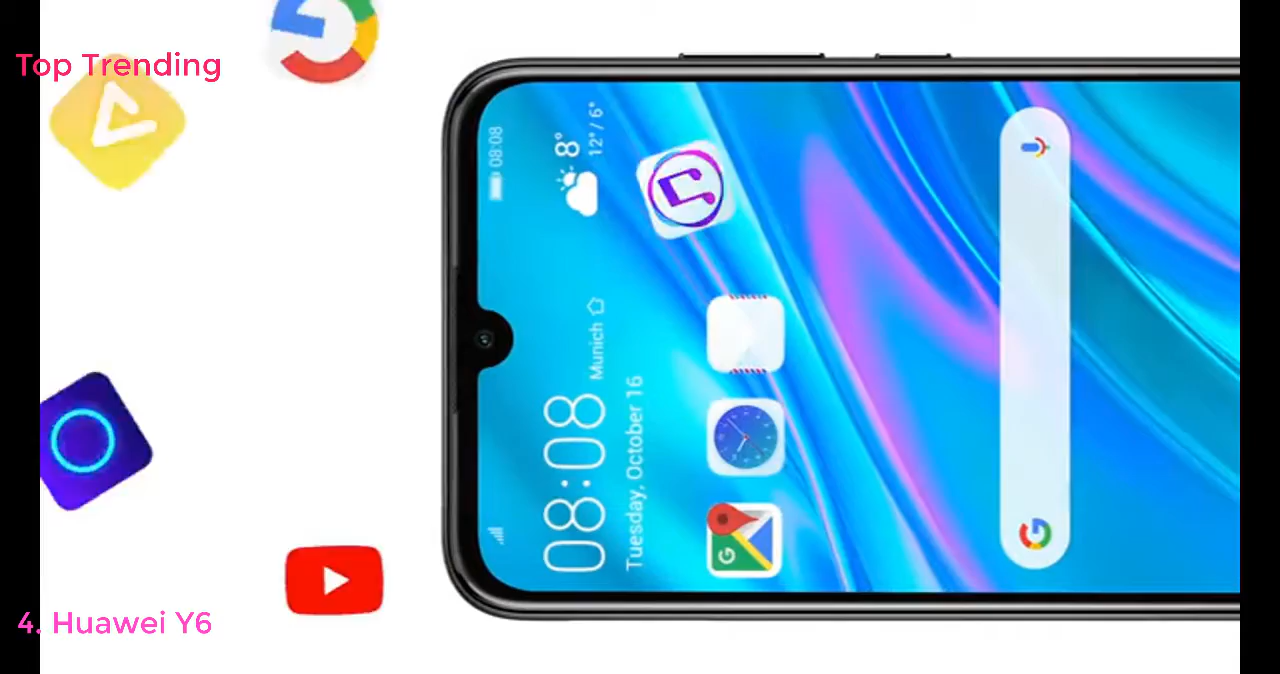 Top Trending
08:08
8°
12° / 6°
08:08
Munich
Tuesday, October 16
G
G
4. Huawei Y6